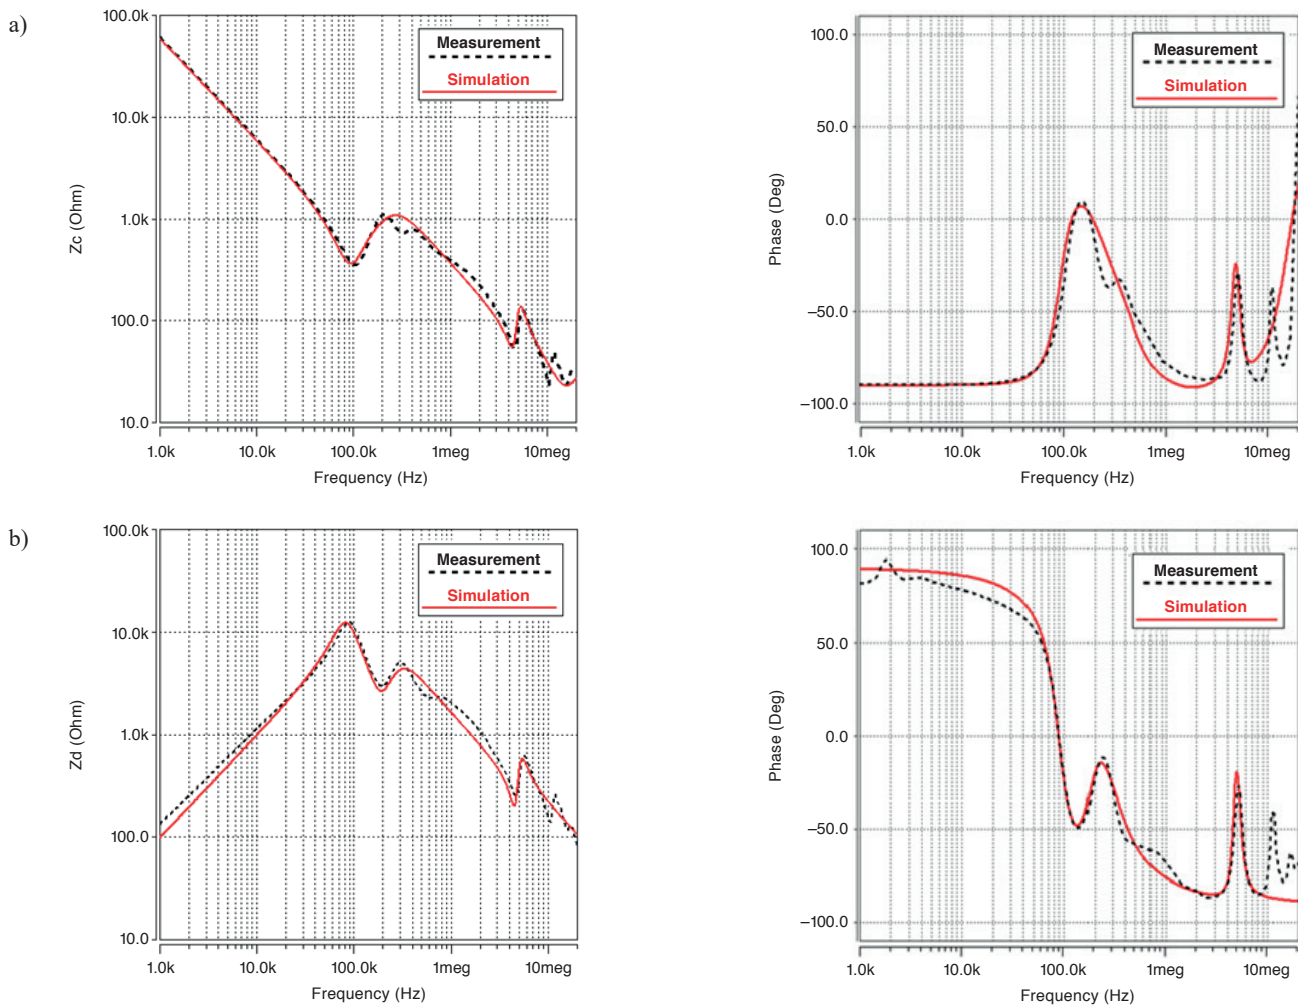 a)
100.0k
10.0k
1.0k
100.0
10.0
Zc (Ohm)
Measurement
Simulation
1.0k
10.0k
100.0k
1meg
10meg
Frequency (Hz)
100.0
50.0
0.0
−50.0
−100.0
Phase (Deg)
Measurement
Simulation
1.0k
10.0k
100.0k
1meg
10meg
Frequency (Hz)
b)
100.0k
10.0k
1.0k
100.0
10.0
Zd (Ohm)
Measurement
Simulation
1.0k
10.0k
100.0k
1meg
10meg
Frequency (Hz)
100.0
50.0
0.0
−50.0
−100.0
Phase (Deg)
Measurement
Simulation
1.0k
10.0k
100.0k
1meg
10meg
Frequency (Hz)